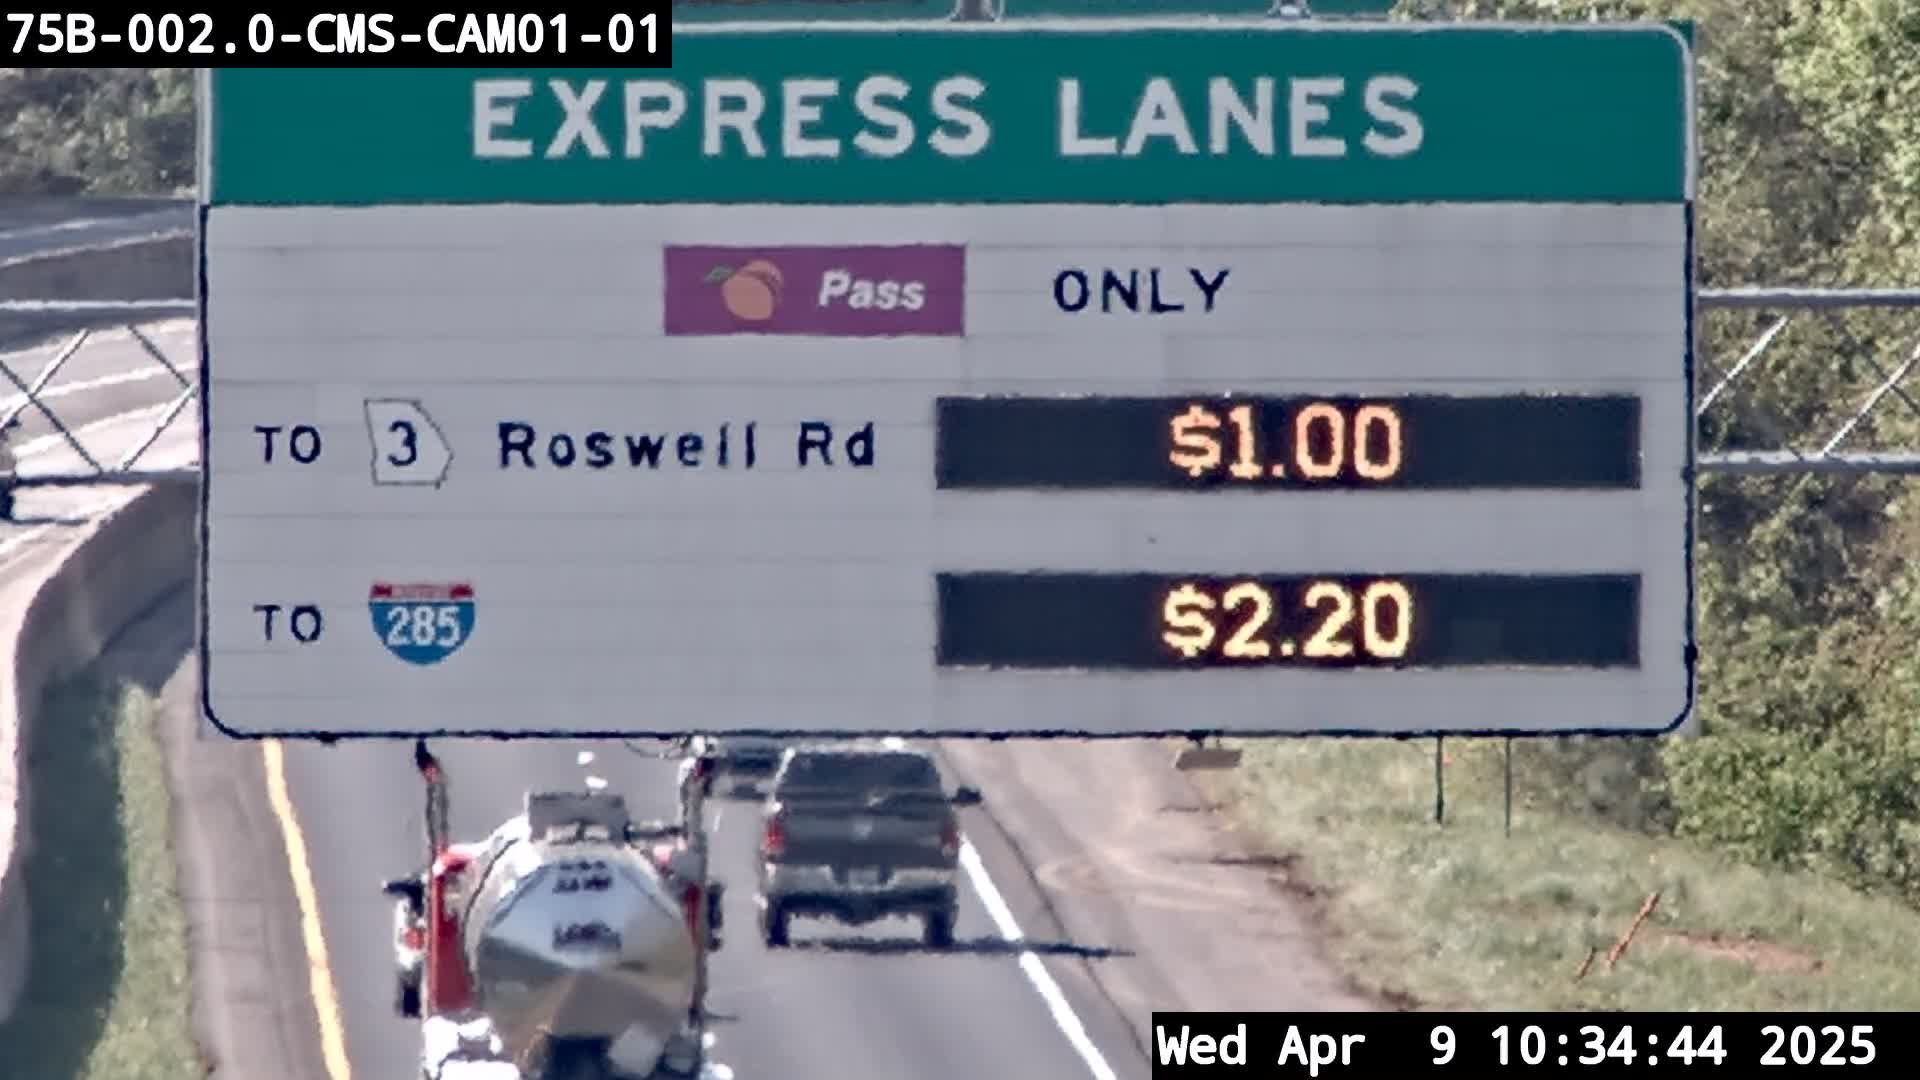 75B-002.0-CMS-CAM01-01
EXPRESS LANES
Pass ONLY
TO 3 Roswell Rd $1.00
TO 285 $2.20
Wed Apr 9 10:34:44 2025